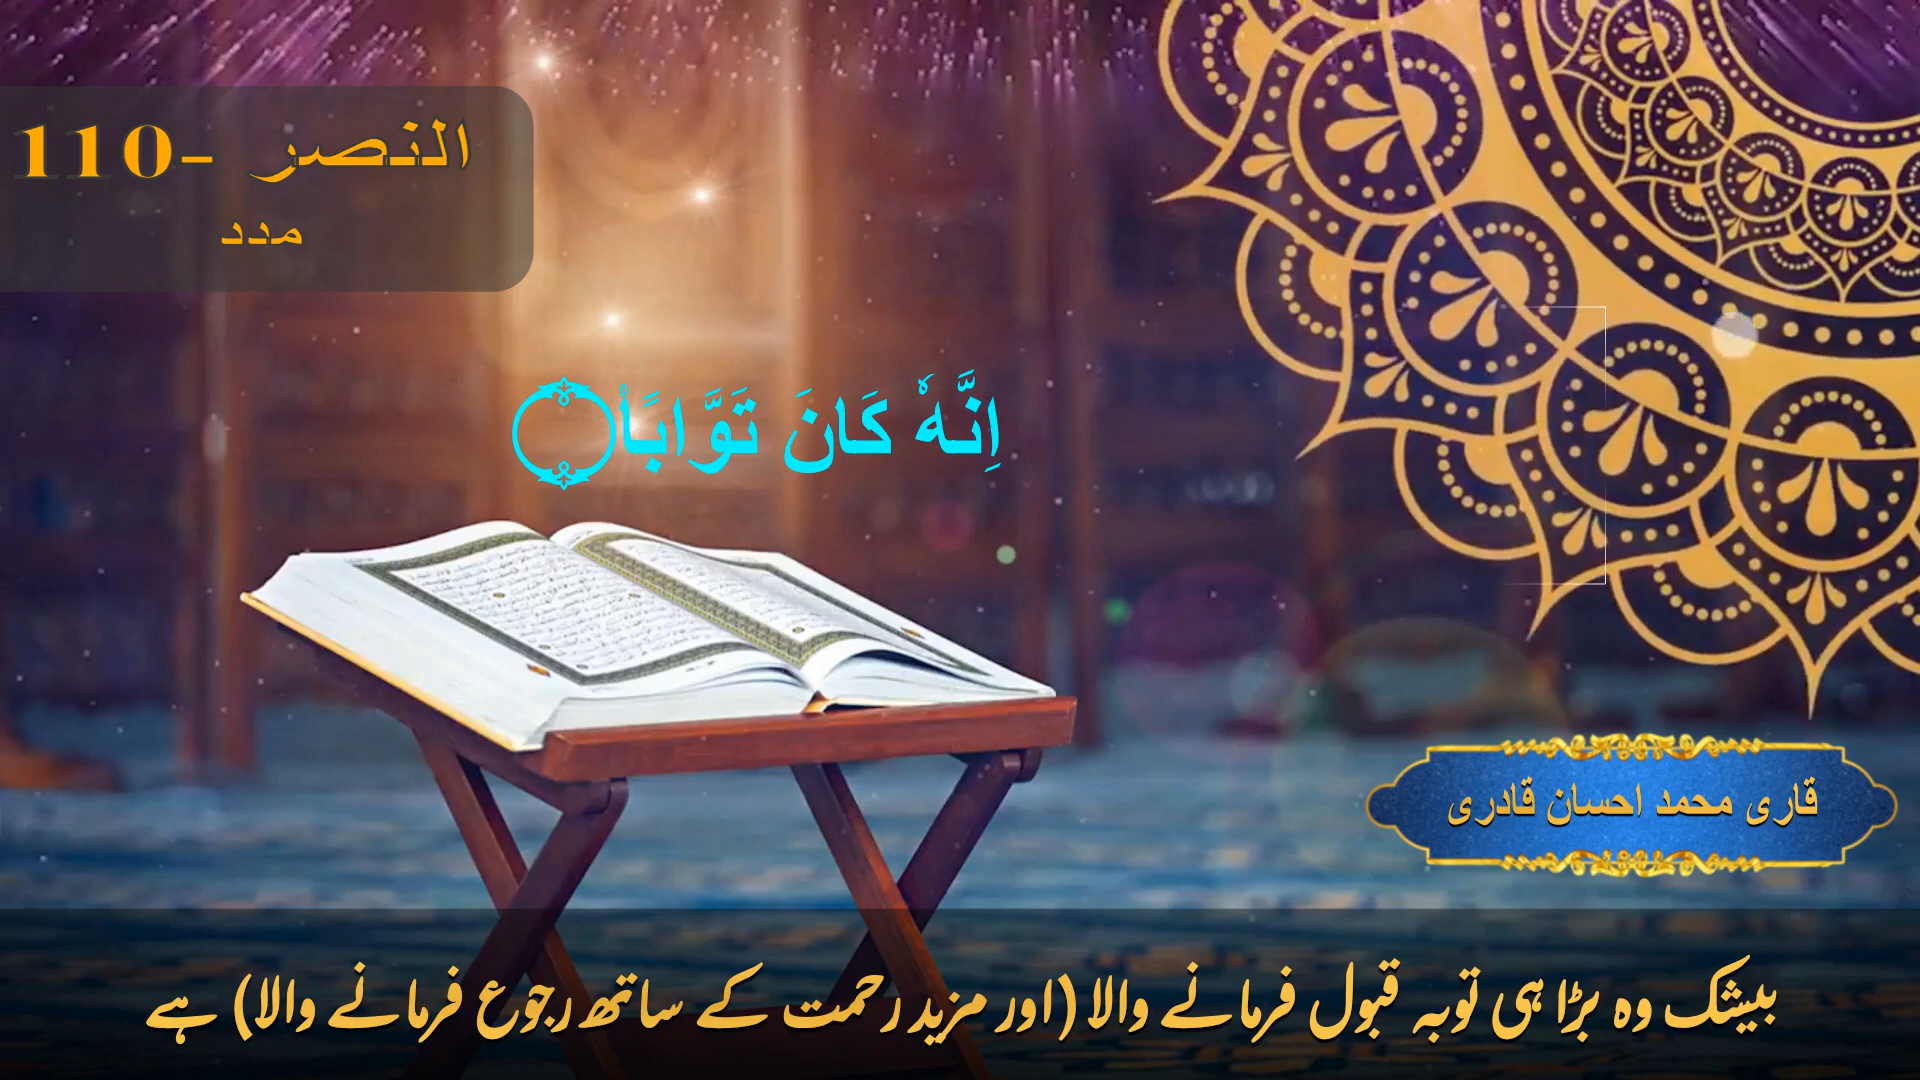 110- النصر
مدد
اِنَّهٗ كَانَ تَوَّابًا۠
قاری محمد احسان قادری
بیشک وہ بڑا ہی توبہ قبول فرمانے والا (اور مزید رحمت کے ساتھ رجوع فرمانے والا) ہے